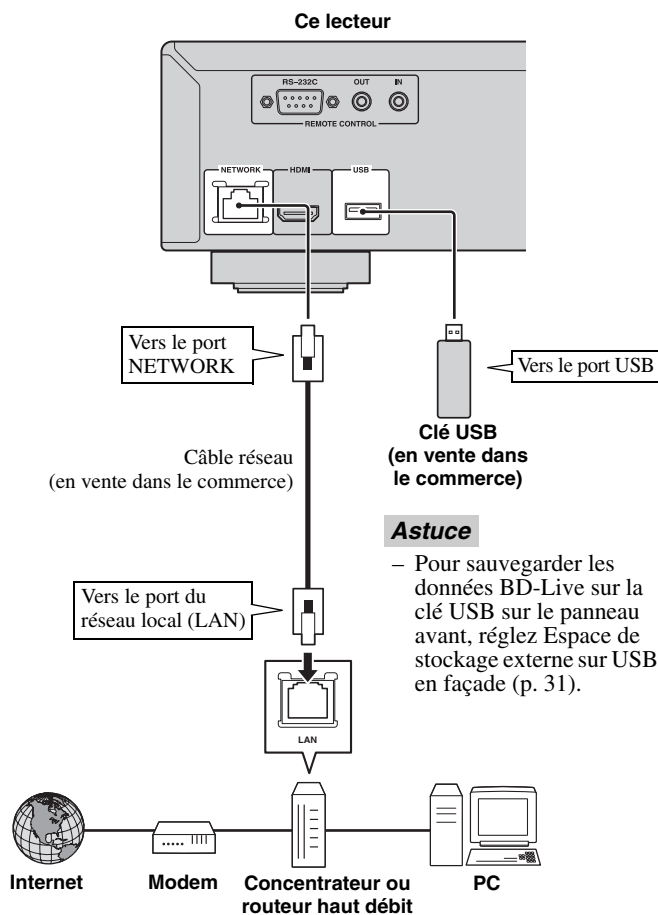 Ce lecteur
RS–232C
OUT
IN
REMOTE CONTROL
NETWORK
HDMI
USB
Vers le port
NETWORK
Vers le port USB
Clé USB
(en vente dans
le commerce)
Câble réseau
(en vente dans le commerce)
Astuce
– Pour sauvegarder les
données BD-Live sur la
clé USB sur le panneau
avant, réglez Espace de
stockage externe sur USB
en façade (p. 31).
Vers le port du
réseau local (LAN)
LAN
Internet
Modem
Concentrateur ou
routeur haut débit
PC